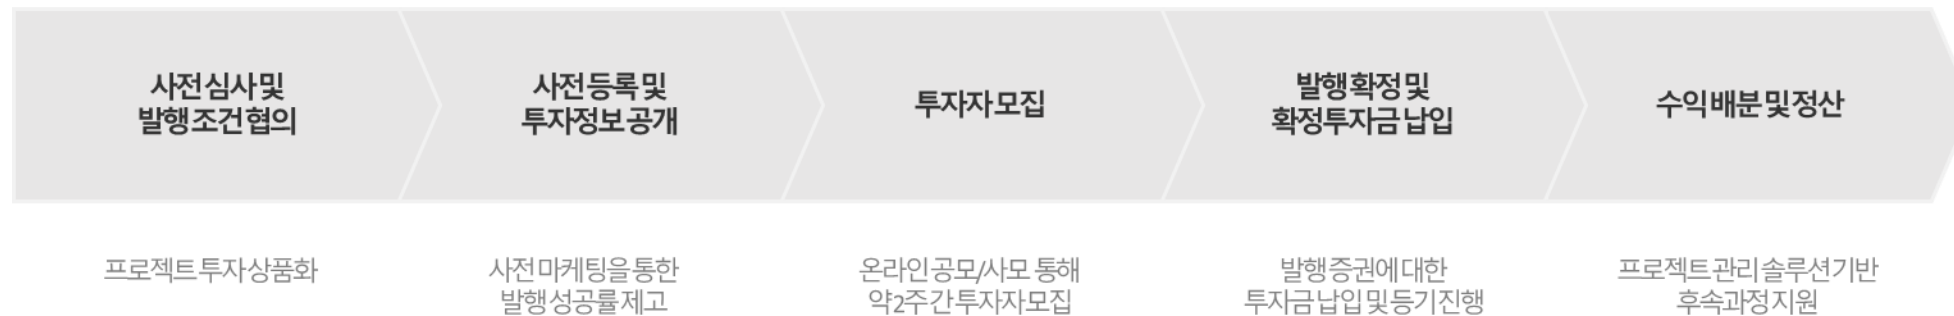 사전 심사 및
발행 조건 협의
사전 등록 및
투자정보 공개
투자자 모집
발행 확정 및
확정투자금 납입
수익 배분 및 정산
프로젝트 투자 상품화
사전 마케팅을 통한
발행 성공률 제고
온라인 공모/사모 통해
약 2주 간 투자자 모집
발행증권에 대한
투자금 납입 및 등기 진행
프로젝트 관리 솔루션 기반
후속과정 지원